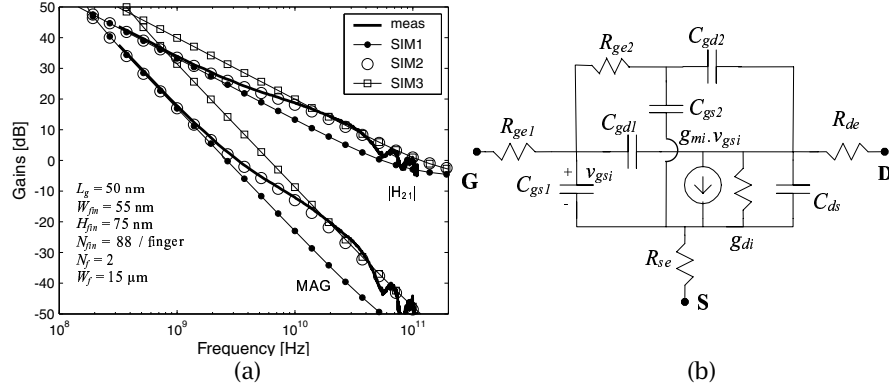 50
40
30
20
10
0
-10
-20
-30
-40
-50
Gains [dB]
meas
SIM1
SIM2
SIM3
L_g = 50 nm
W_fin = 55 nm
H_fin = 75 nm
N_fin = 88 / finger
N_f = 2
W_f = 15 µm
|H_21|
MAG
10^8
10^9
10^10
10^11
Frequency [Hz]
(a)
C_gd2
R_ge2
C_gs2
R_ge1
C_gd1
g_mi.v_gsi
R_de
G
D
+
v_gsi
C_gs1
-
C_ds
g_di
R_se
S
(b)